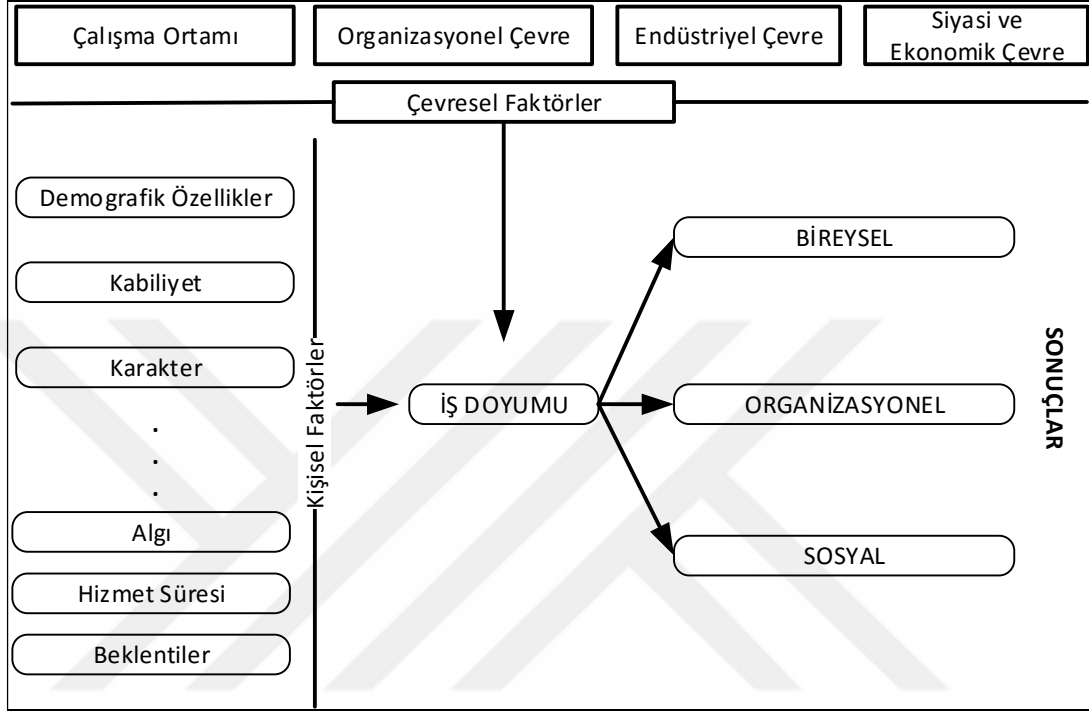 Çalışma Ortamı
Organizasyonel Çevre
Endüstriyel Çevre
Siyasi ve
Ekonomik Çevre
Çevresel Faktörler
Demografik Özellikler
Kabiliyet
Karakter
.
.
.
Algı
Hizmet Süresi
Beklentiler
Kişisel Faktörler
İŞ DOYUMU
BİREYSEL
ORGANİZASYONEL
SOSYAL
SONUÇLAR